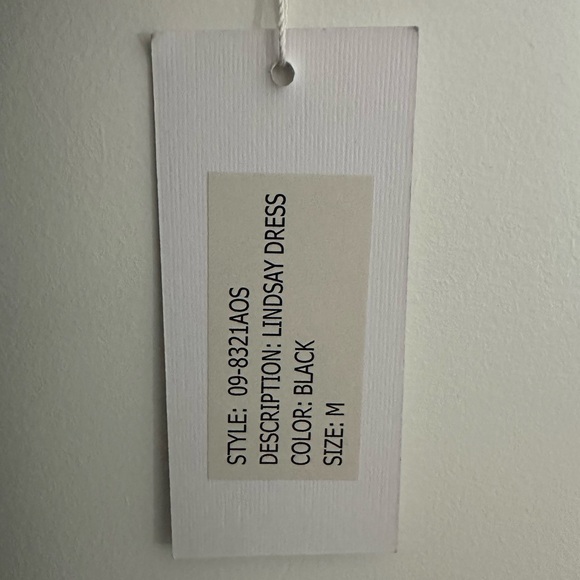 STYLE: 09-8321AOS
DESCRIPTION: LINDSAY DRESS
COLOR: BLACK
SIZE: M